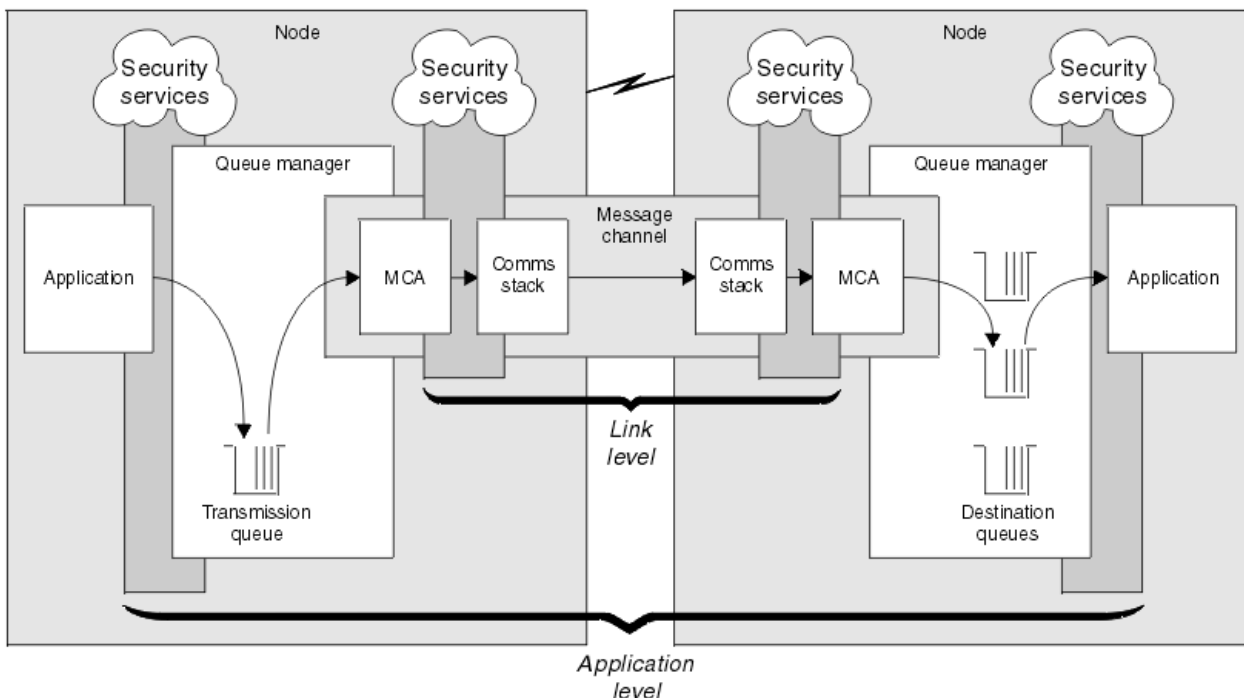 Node
Node
Security
services
Security
services
Security
services
Security
services
Queue manager
Queue manager
Message
channel
Application
MCA
Comms
stack
Comms
stack
MCA
Application
Link
level
Transmission
queue
Destination
queues
Application
level